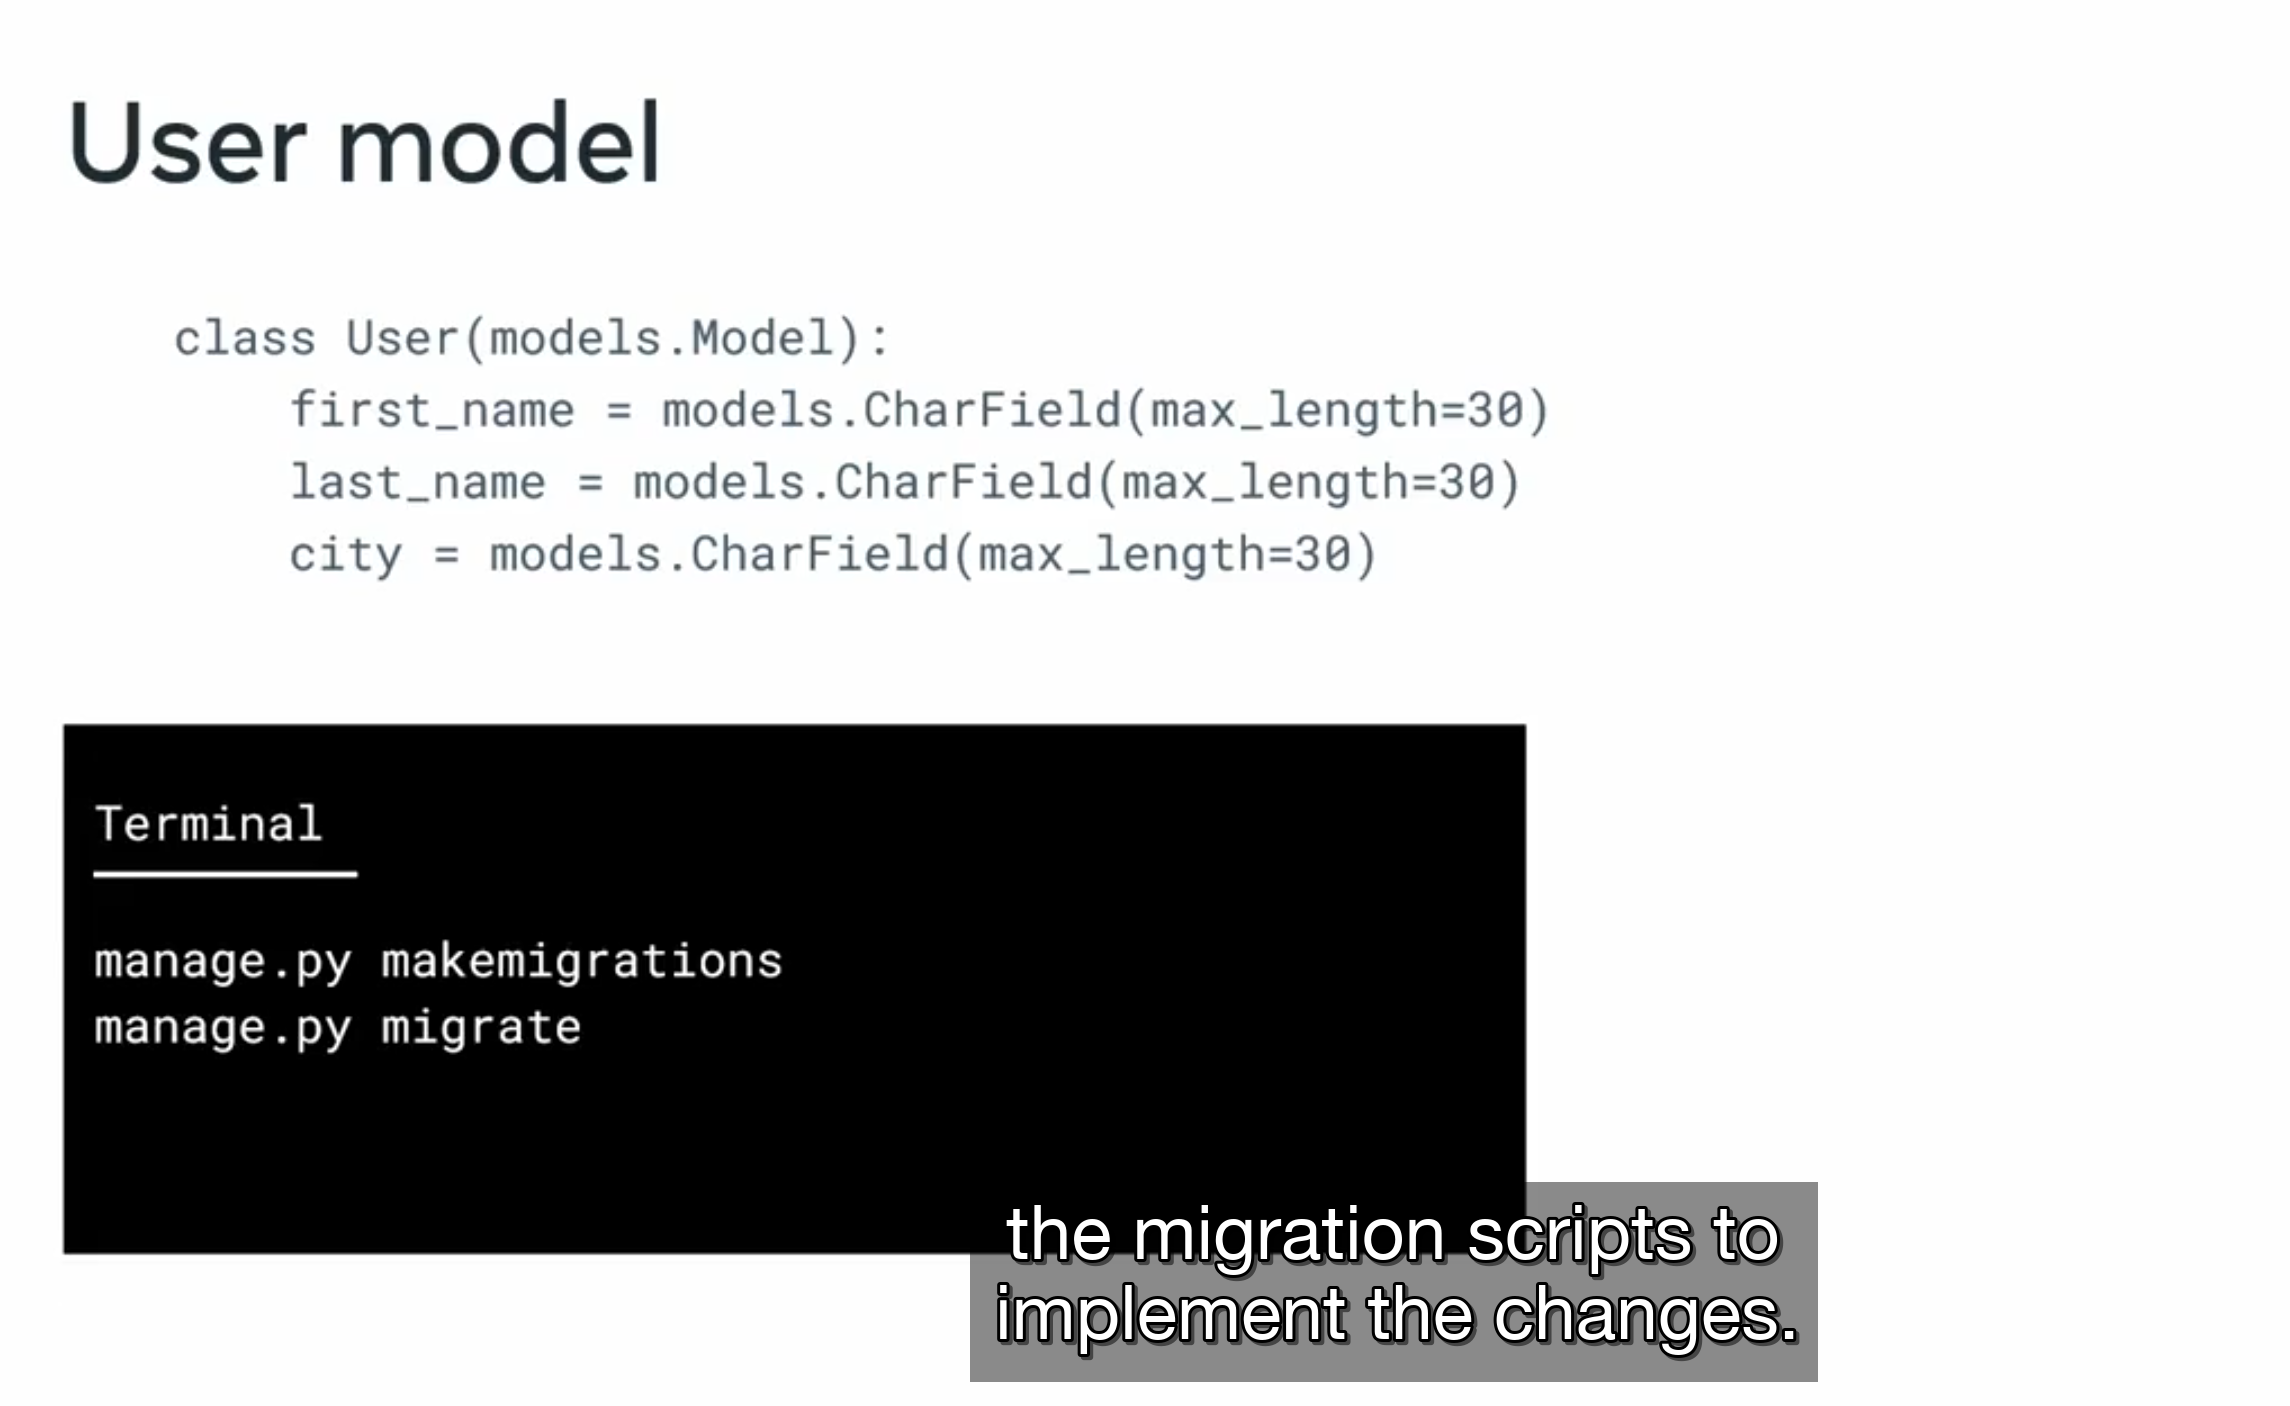 User model
class User(models.Model):
first_name = models.CharField(max_length=30)
last_name = models.CharField(max_length=30)
city = models.CharField(max_length=30)
Terminal
manage.py makemigrations
manage.py migrate
the migration scripts to
implement the changes.